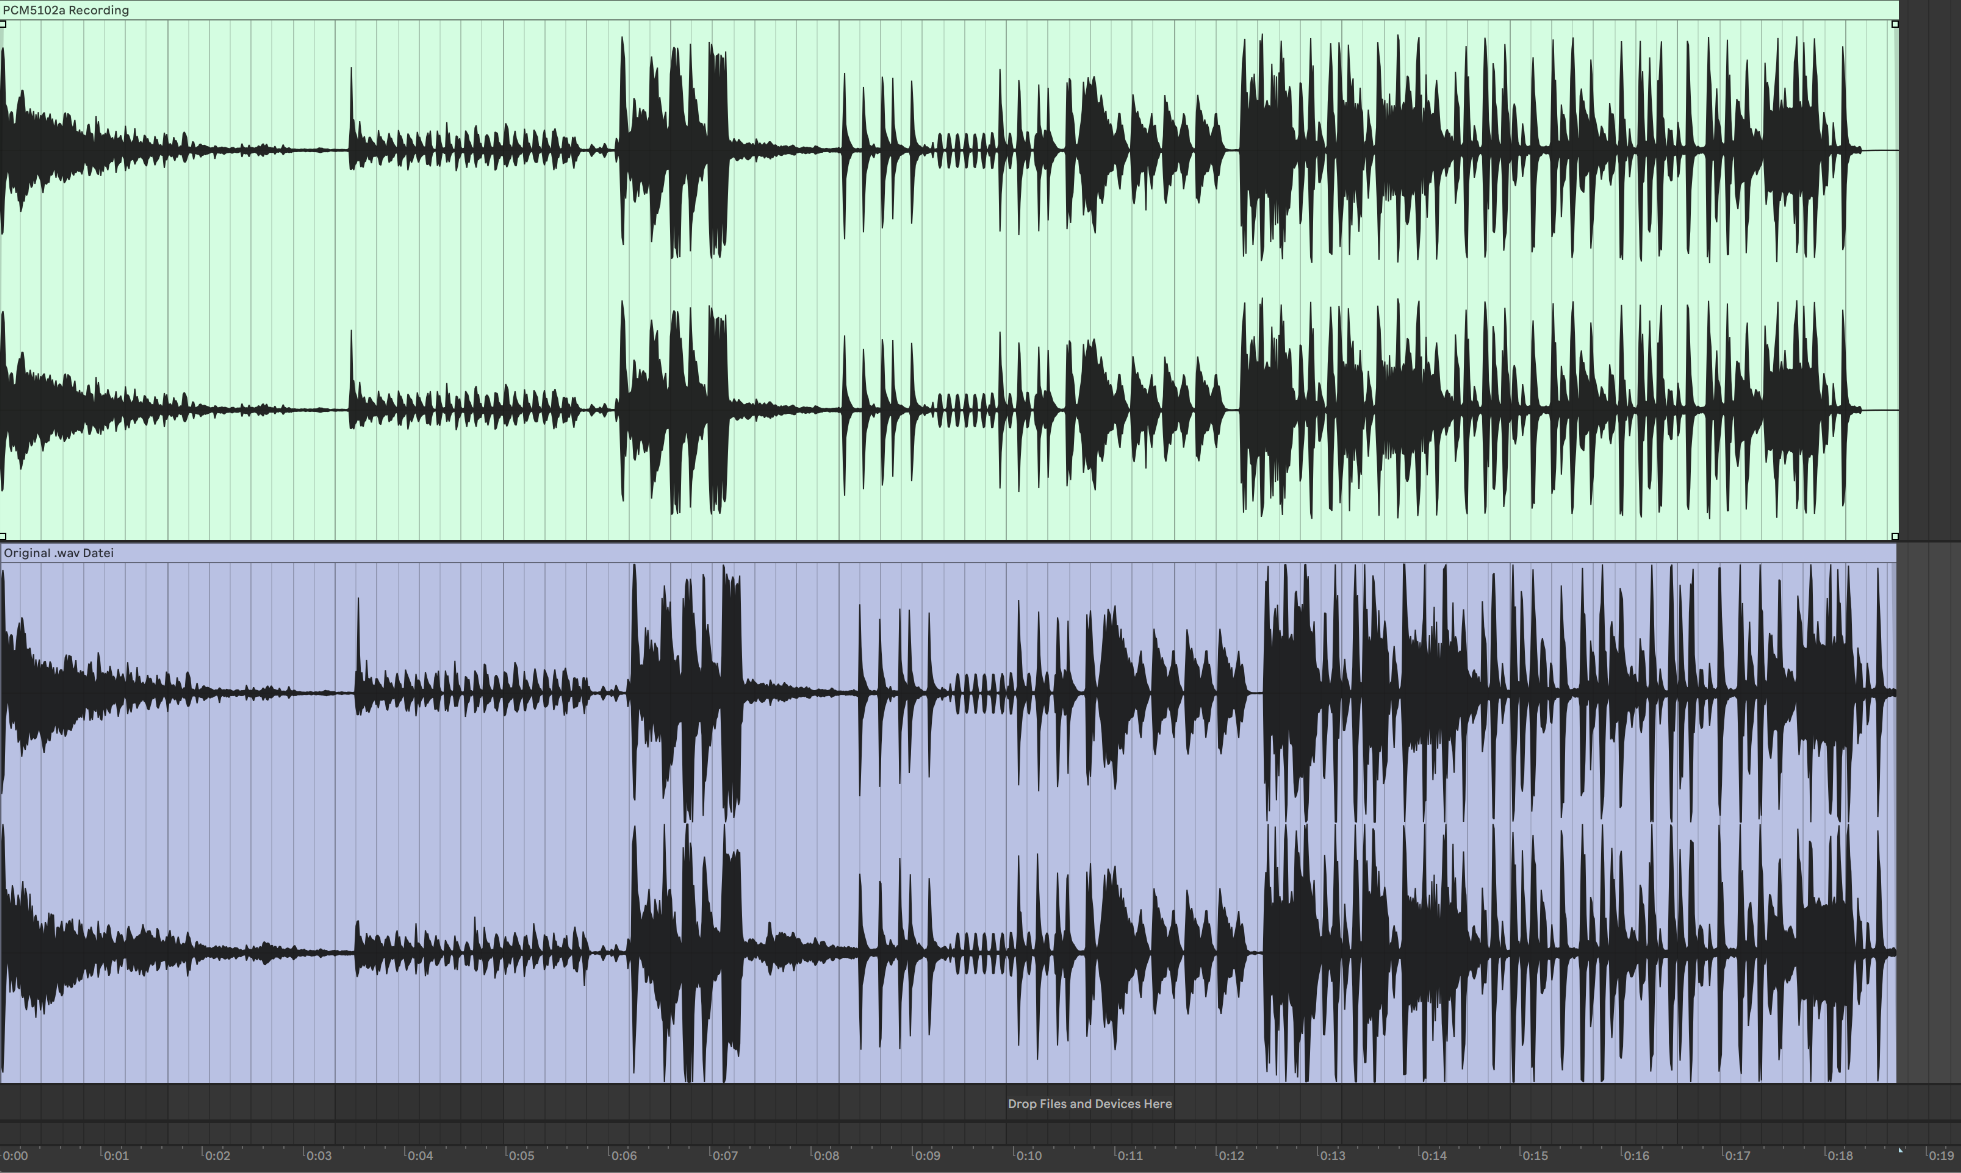 PCM5102a Recording
Original .wav Datei
Drop Files and Devices Here
0:00 0:01 0:02 0:03 0:04 0:05 0:06 0:07 0:08 0:09 0:10 0:11 0:12 0:13 0:14 0:15 0:16 0:17 0:18 0:19